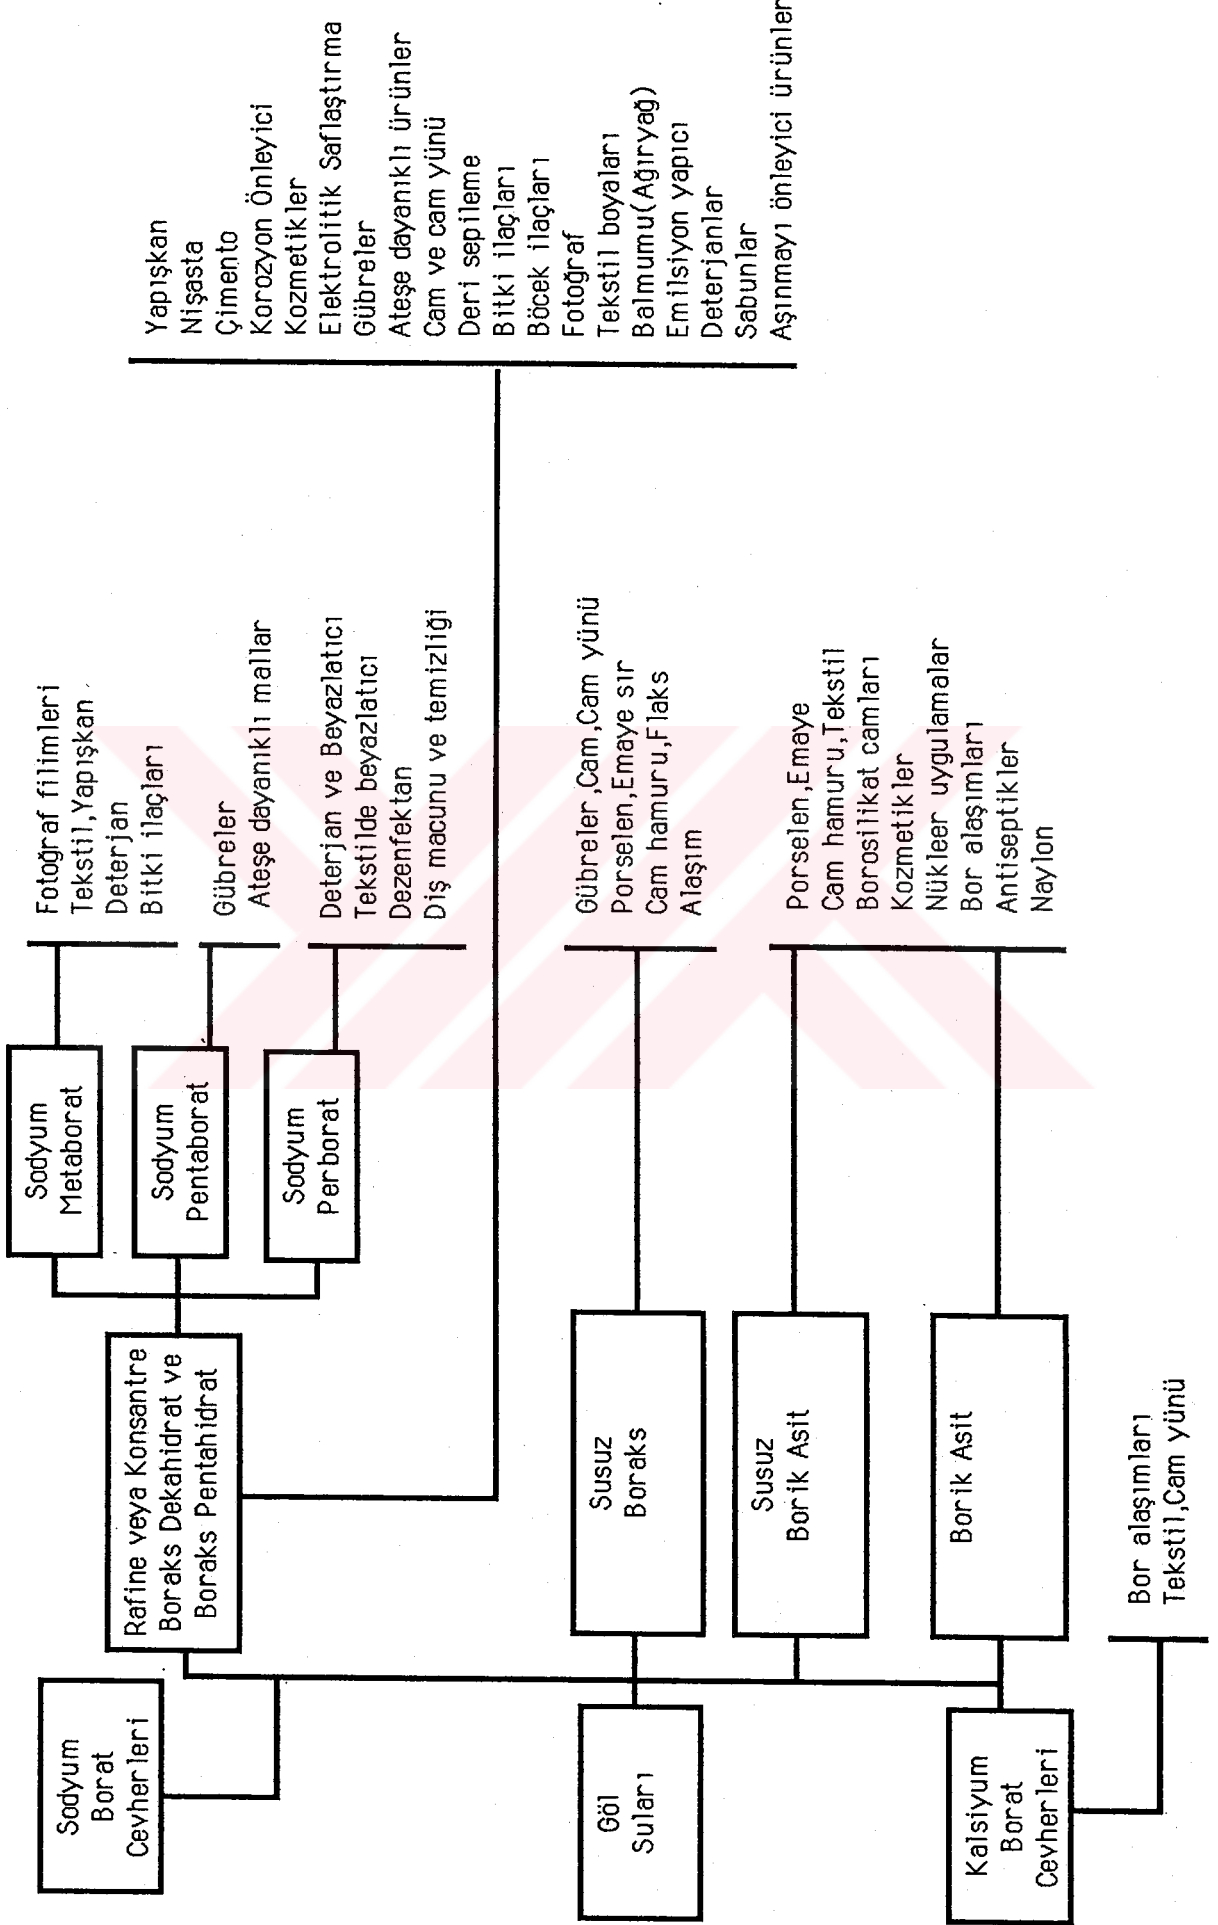 Sodyum
Borat
Cevherleri
Göl
Suları
Kalsiyum
Borat
Cevherleri
Rafine veya Konsantre
Boraks Dekahidrat ve
Boraks Pentahidrat
Susuz
Boraks
Susuz
Borik Asit
Borik Asit
Bor alaşımları
Tekstil,Cam yünü
Sodyum
Metaborat
Sodyum
Pentaborat
Sodyum
Perborat
Fotoğraf filimleri
Tekstil,Yapışkan
Deterjan
Bitki ilaçları
Gübreler
Ateşe dayanıklı mallar
Deterjan ve Beyazlatıcı
Tekstilde beyazlatıcı
Dezenfektan
Diş macunu ve temizliği
Gübreler,Cam,Cam yünü
Porselen,Emaye sır
Cam hamuru,Flaks
Alaşım
Porselen,Emaye
Cam hamuru,Tekstil
Borosilikat camları
Kozmetikler
Nükleer uygulamalar
Bor alaşımları
Antiseptikler
Naylon
Yapışkan
Nişasta
Çimento
Korozyon Önleyici
Kozmetikler
Elektrolitik Saflaştırma
Gübreler
Ateşe dayanıklı ürünler
Cam ve cam yünü
Deri sepileme
Bitki ilaçları
Böcek ilaçları
Fotoğraf
Tekstil boyaları
Balmumu(Ağıryağ)
Emilsiyon yapıcı
Deterjanlar
Sabunlar
Aşınmayı önleyici ürünler